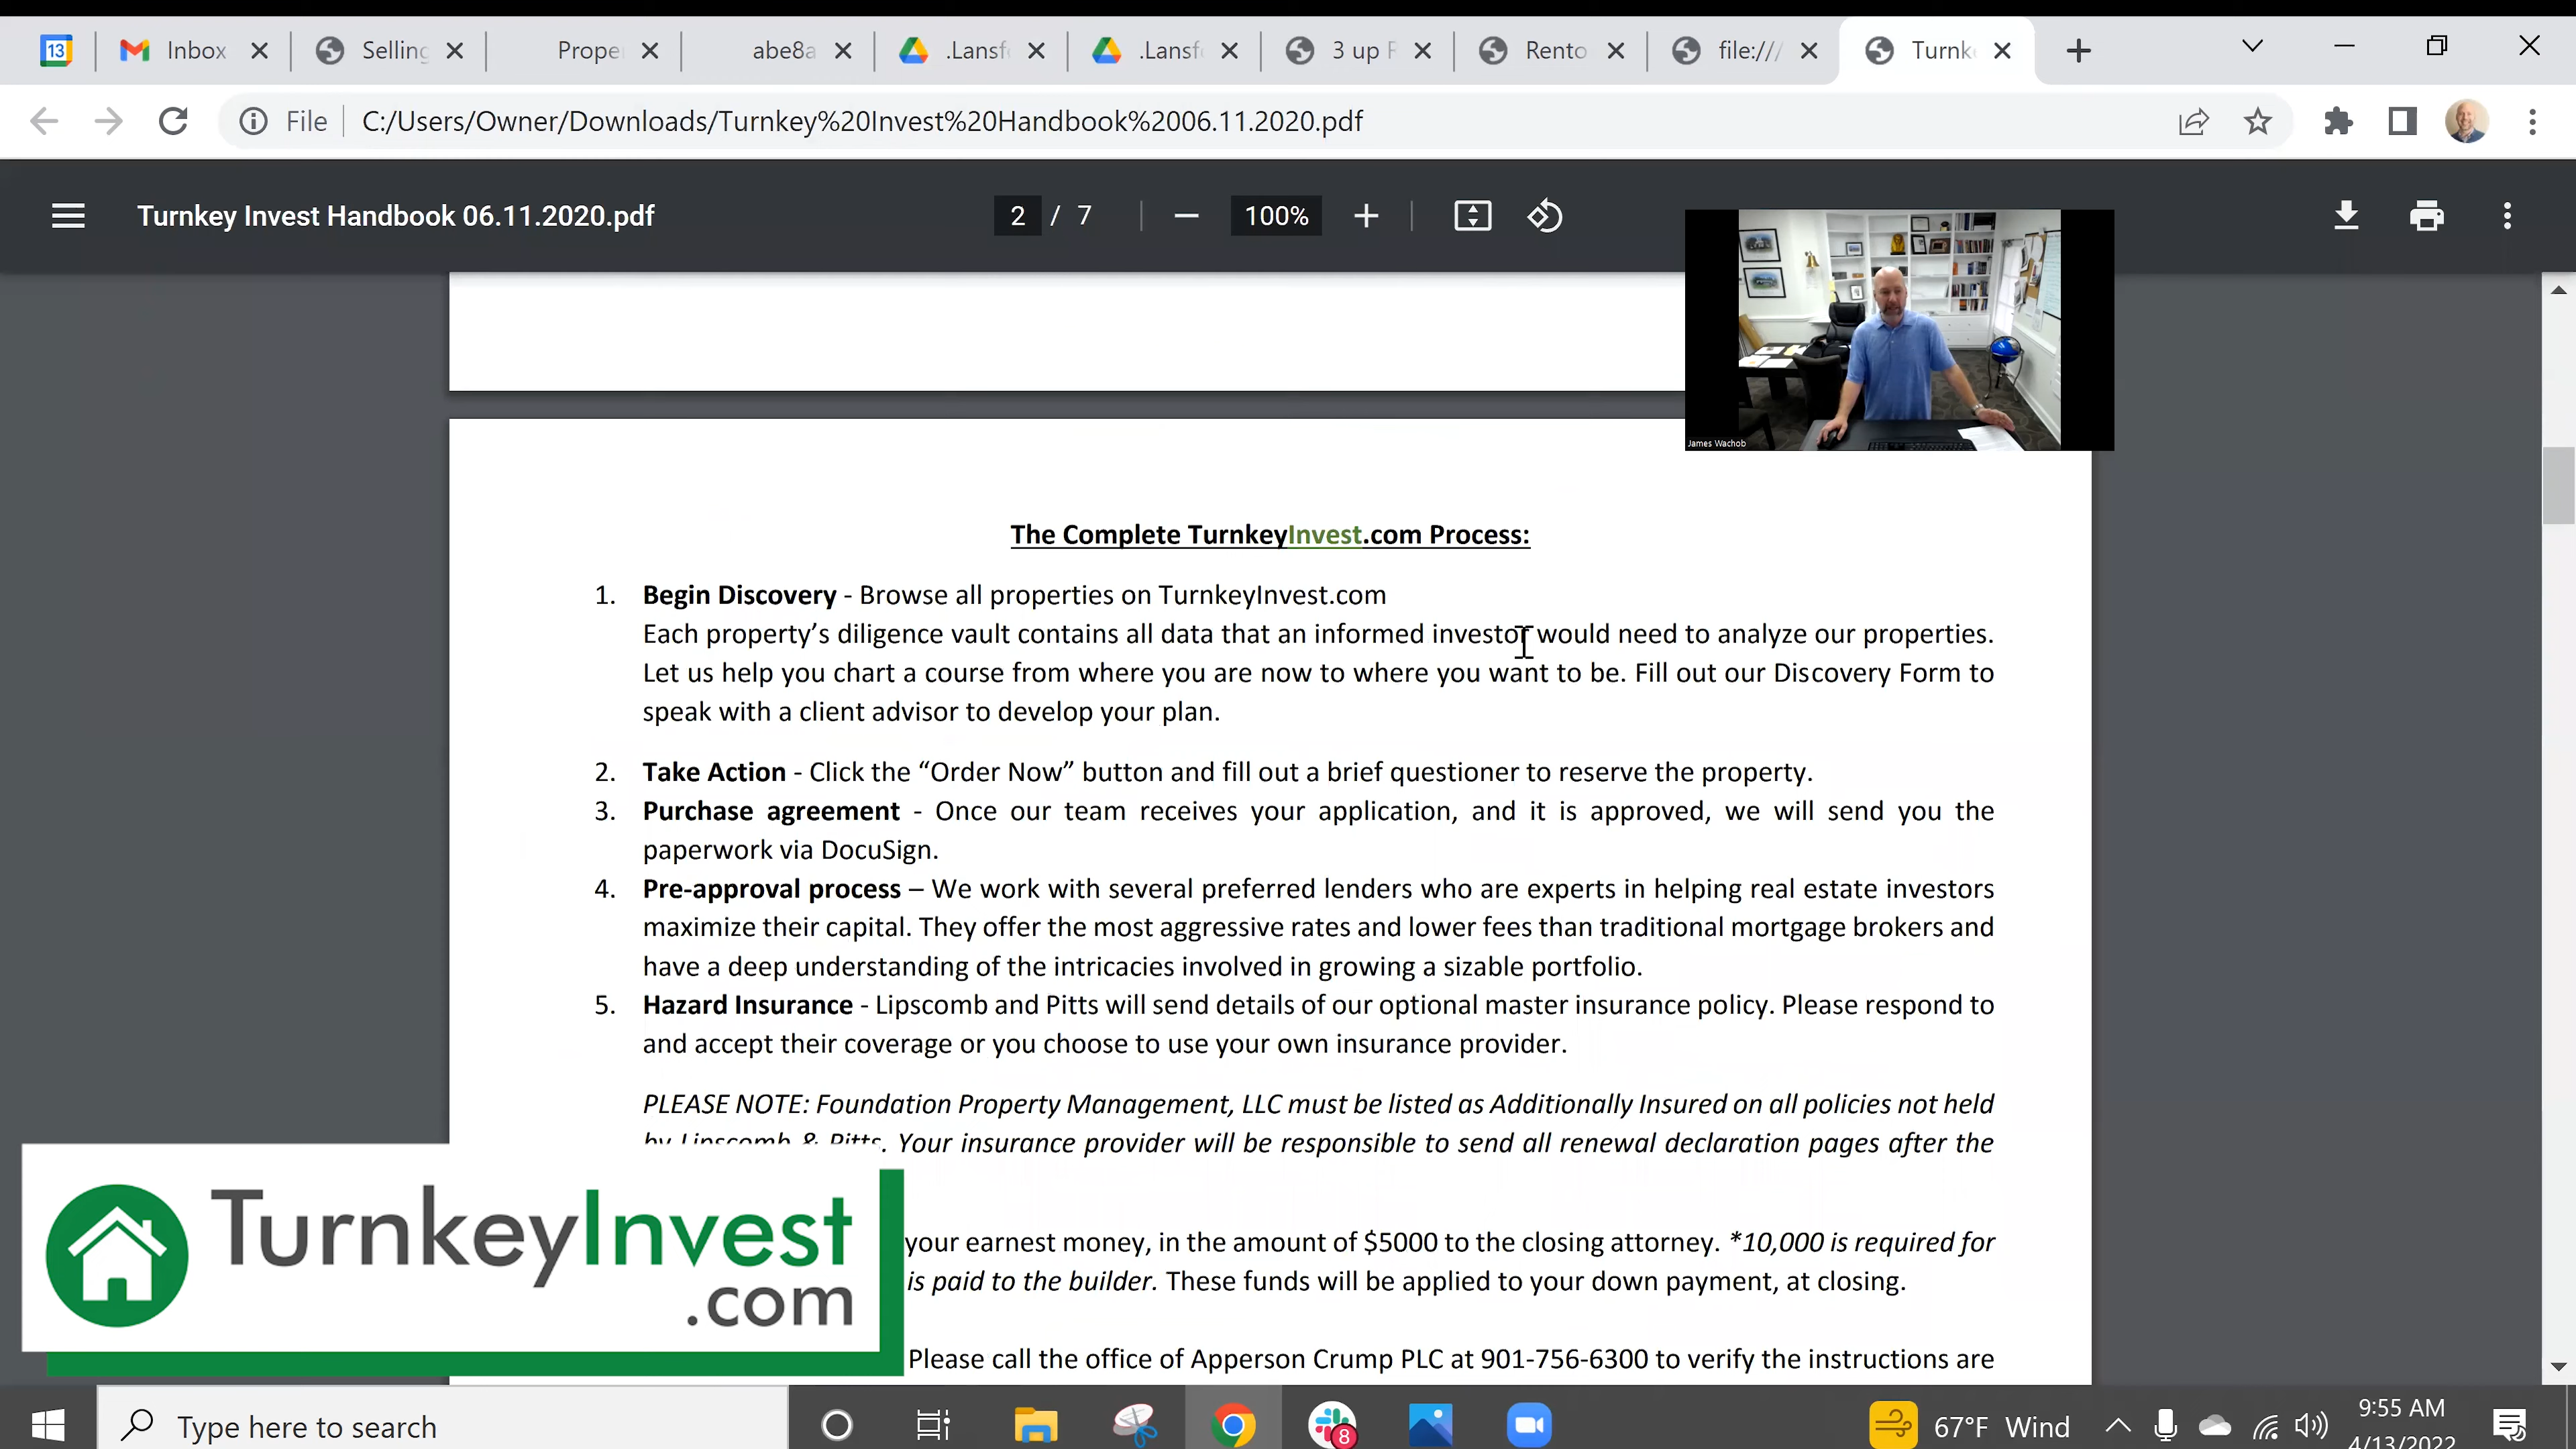 13 Inbox Selling Prope abe8a .Lansf .Lansf 3 up F Rento file:/// Turnk
File C:/Users/Owner/Downloads/Turnkey%20Invest%20Handbook%2006.11.2020.pdf
Turnkey Invest Handbook 06.11.2020.pdf 2 / 7 100%
James Wachob
The Complete TurnkeyInvest.com Process:
1. Begin Discovery - Browse all properties on TurnkeyInvest.com
Each property’s diligence vault contains all data that an informed investor would need to analyze our properties.
Let us help you chart a course from where you are now to where you want to be. Fill out our Discovery Form to
speak with a client advisor to develop your plan.
2. Take Action - Click the “Order Now” button and fill out a brief questioner to reserve the property.
3. Purchase agreement - Once our team receives your application, and it is approved, we will send you the
paperwork via DocuSign.
4. Pre-approval process – We work with several preferred lenders who are experts in helping real estate investors
maximize their capital. They offer the most aggressive rates and lower fees than traditional mortgage brokers and
have a deep understanding of the intricacies involved in growing a sizable portfolio.
5. Hazard Insurance - Lipscomb and Pitts will send details of our optional master insurance policy. Please respond to
and accept their coverage or you choose to use your own insurance provider.
PLEASE NOTE: Foundation Property Management, LLC must be listed as Additionally Insured on all policies not held
by Lipscomb & Pitts. Your insurance provider will be responsible to send all renewal declaration pages after the
your earnest money, in the amount of $5000 to the closing attorney. *10,000 is required for
is paid to the builder. These funds will be applied to your down payment, at closing.
Please call the office of Apperson Crump PLC at 901-756-6300 to verify the instructions are
TurnkeyInvest
.com
Type here to search
8
67°F Wind
9:55 AM
4/13/2022